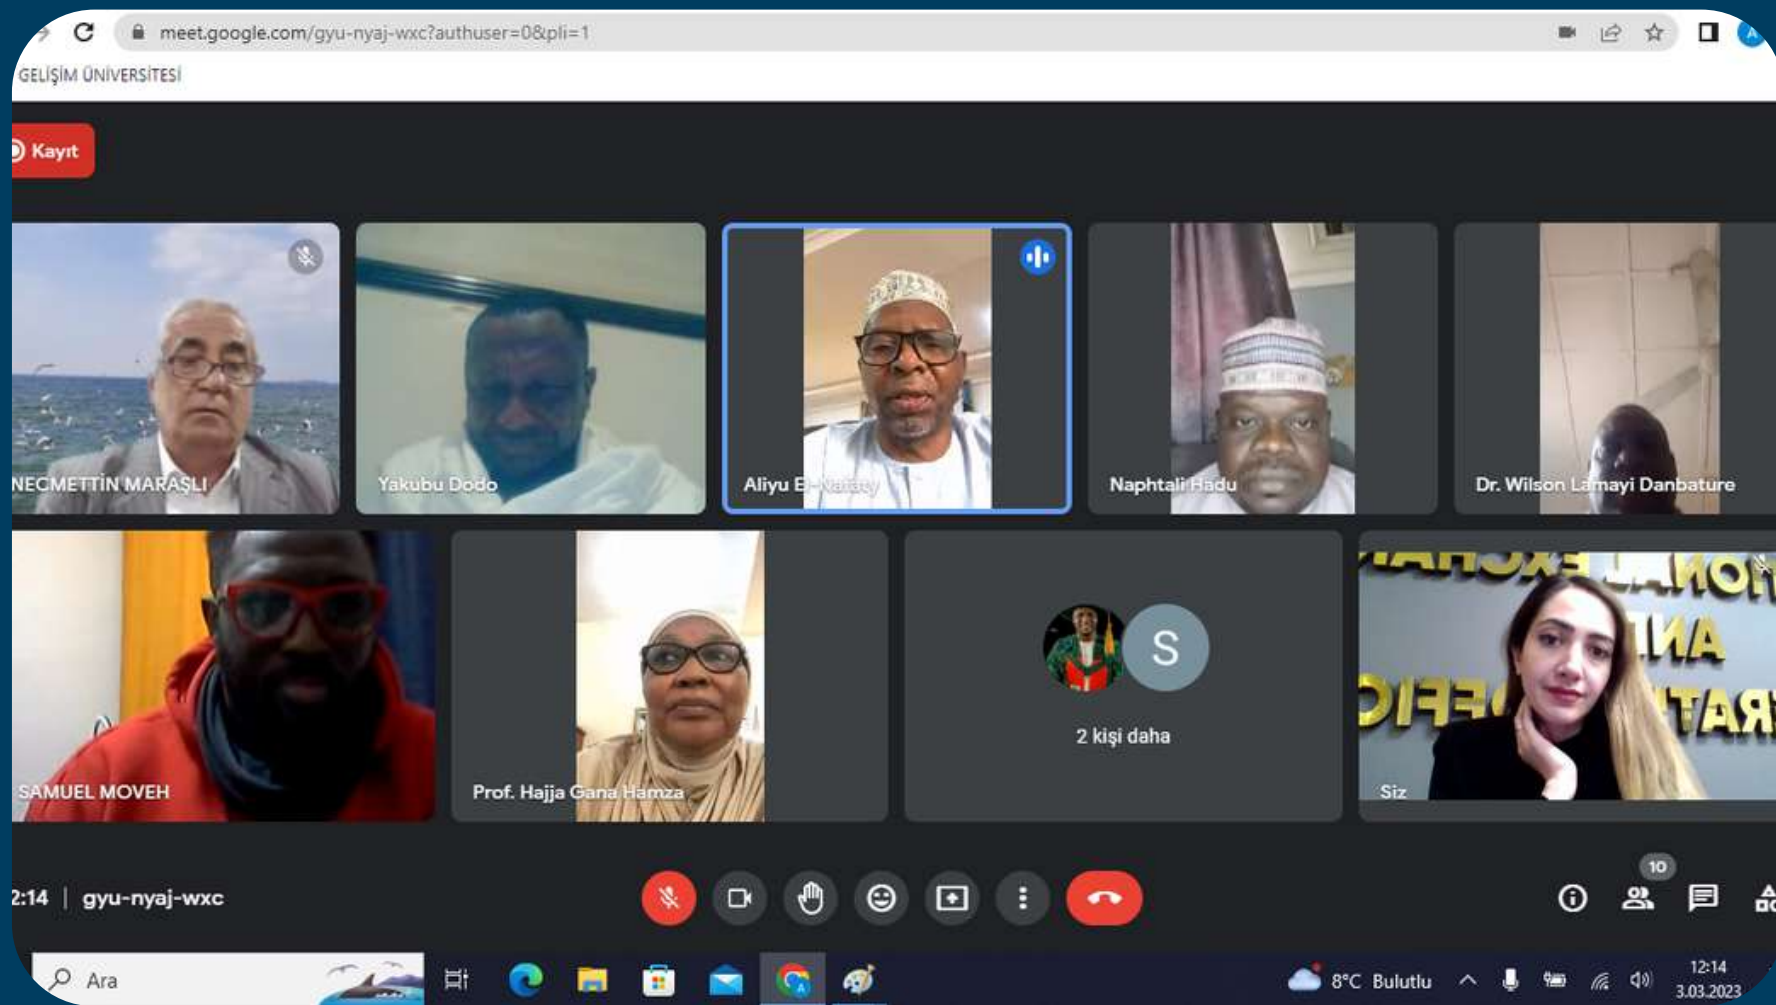 meet.google.com/gyu-nyaj-wxc?authuser=0&pli=1
GELİŞİM ÜNİVERSİTESİ
Kayıt
NECMETTİN MARAŞLI
Yakubu Dodo
Aliyu El-Nafaty
Naphtali Hadu
Dr. Wilson Lamayi Danbature
SAMUEL MOVEH
Prof. Hajja Gana Hamza
S
2 kişi daha
Siz
10
2:14 | gyu-nyaj-wxc
Ara
8°C Bulutlu
12:14
3.03.2023